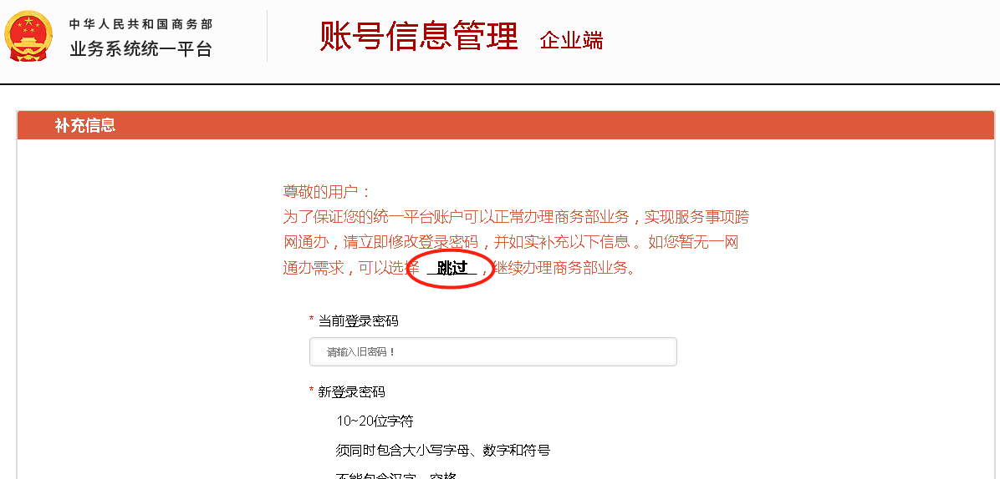 中华人民共和国商务部
业务系统统一平台
账号信息管理 企业端
补充信息
尊敬的用户：
为了保证您的统一平台账户可以正常办理商务部业务，实现服务事项跨
网通办，请立即修改登录密码，并如实补充以下信息。如您暂无一网
通办需求，可以选择 跳过 ，继续办理商务部业务。
* 当前登录密码
请输入旧密码！
* 新登录密码
10~20位字符
须同时包含大小写字母、数字和符号
不能包含汉字、空格